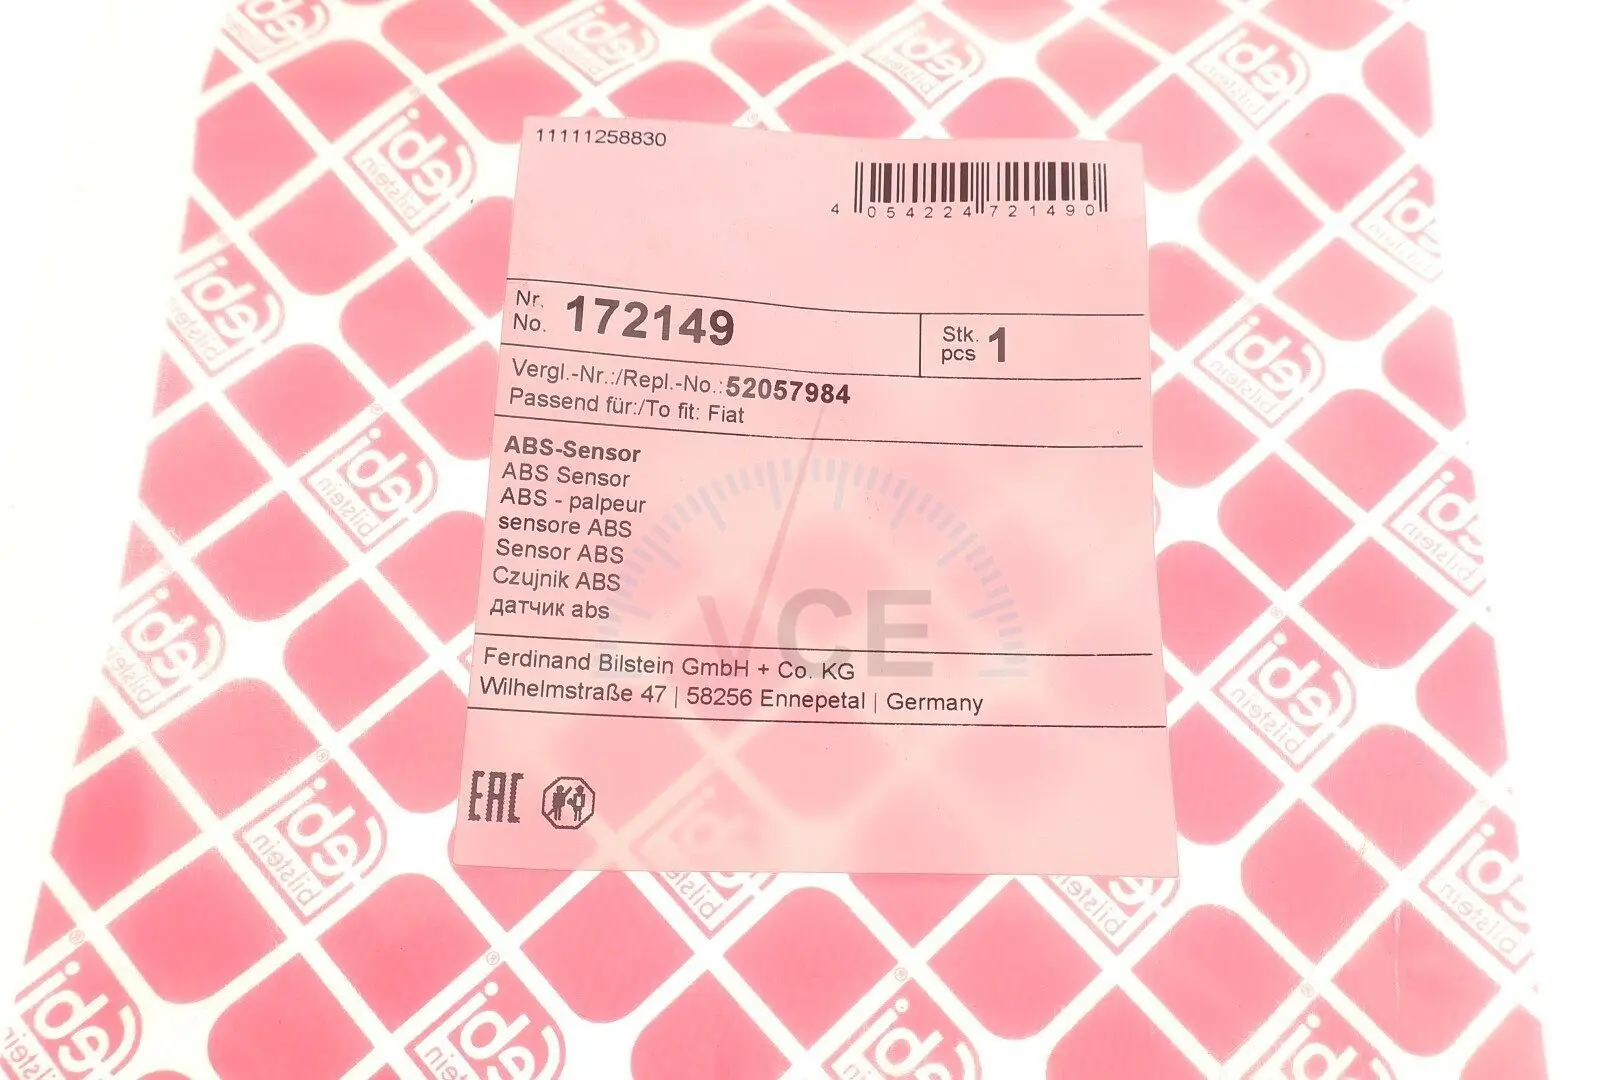 11111258830
4 054224 721490
Nr.
No. 172149
Stk.
pcs 1
Vergl.-Nr.:/Repl.-No.:52057984
Passend für:/To fit: Fiat
ABS-Sensor
ABS Sensor
ABS - palpeur
sensore ABS
Sensor ABS
Czujnik ABS
датчик abs
VCE
Ferdinand Bilstein GmbH + Co. KG
Wilhelmstraße 47 | 58256 Ennepetal | Germany
EAC
febi
bilstein